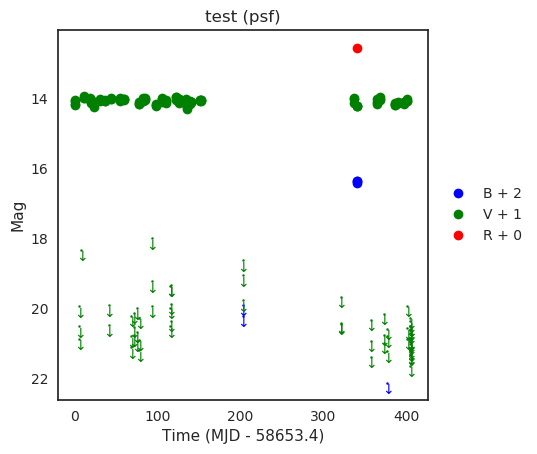 test (psf)
Mag
14
16
18
20
22
0
100
200
300
400
Time (MJD - 58653.4)
B + 2
V + 1
R + 0